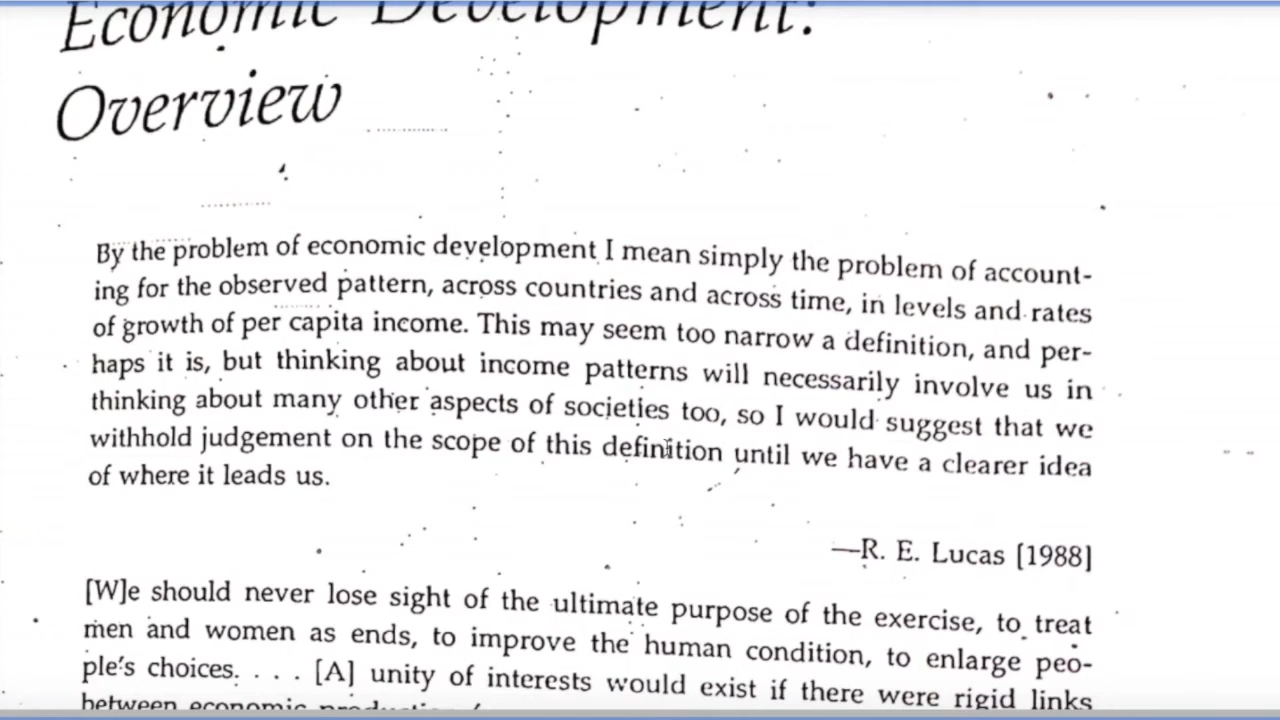 Economic Development:
Overview
By the problem of economic development I mean simply the problem of account-
ing for the observed pattern, across countries and across time, in levels and rates
of growth of per capita income. This may seem too narrow a definition, and per-
haps it is, but thinking about income patterns will necessarily involve us in
thinking about many other aspects of societies too, so I would suggest that we
withhold judgement on the scope of this definition until we have a clearer idea
of where it leads us.
—R. E. Lucas [1988]
[W]e should never lose sight of the ultimate purpose of the exercise, to treat
men and women as ends, to improve the human condition, to enlarge peo-
ple's choices. . . . [A] unity of interests would exist if there were rigid links
between economic